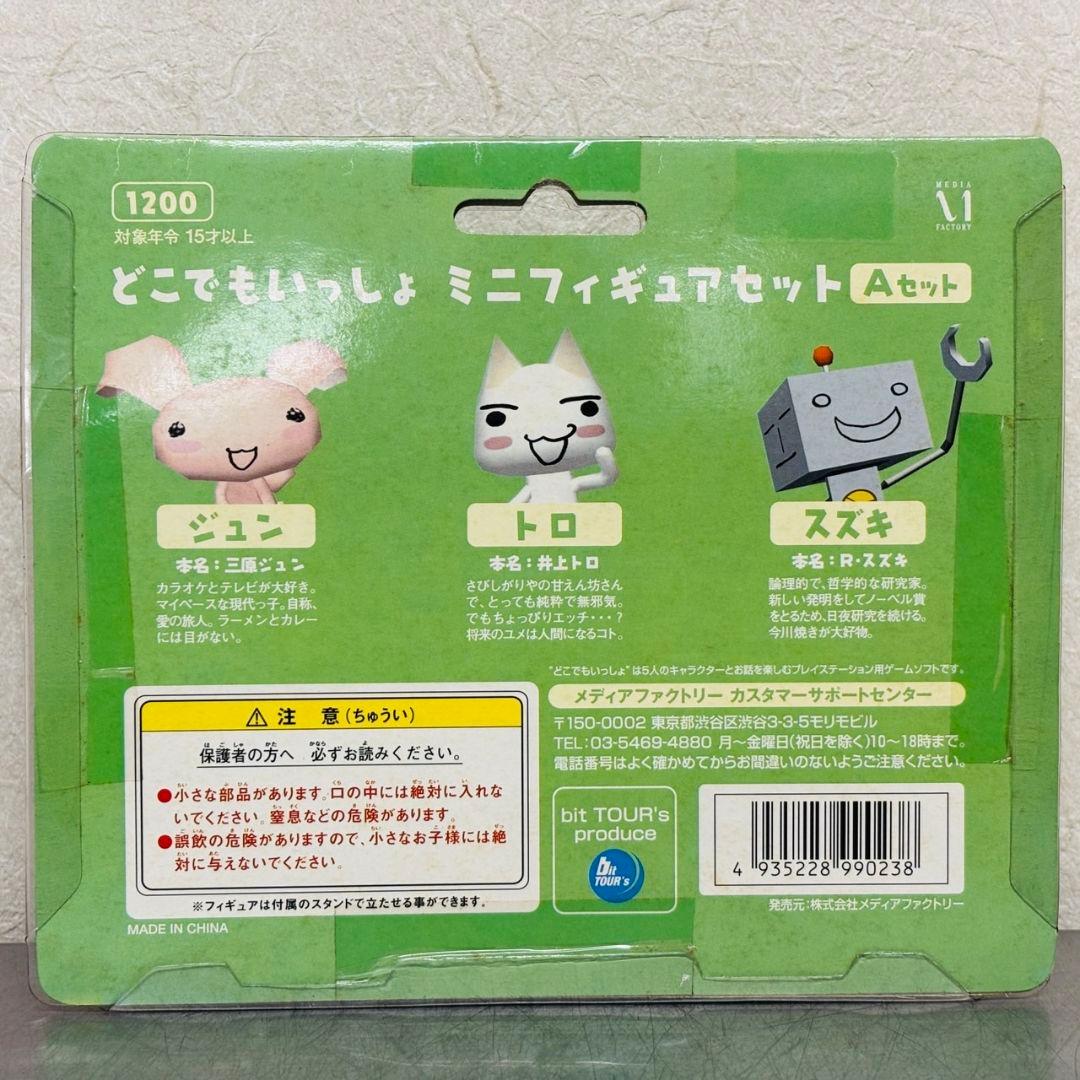 1200
対象年令 15才以上
MEDIA
FACTORY
どこでもいっしょ ミニフィギュアセット Aセット
ジュン
本名:三原ジュン
カラオケとテレビが大好き。
マイペースな現代っ子。自称、
愛の旅人。ラーメンとカレー
には目がない。
トロ
本名:井上トロ
さびしがりやの甘えん坊さん
で、とっても純粋で無邪気。
でもちょっぴりエッチ・・・?
将来のユメは人間になるコト。
スズキ
本名:R・スズキ
論理的で、哲学的な研究家。
新しい発明をしてノーベル賞
をとるため、日夜研究を続ける。
今川焼きが大好物。
"どこでもいっしょ"は5人のキャラクターとお話を楽しむプレイステーション用ゲームソフトです。
メディアファクトリー カスタマーサポートセンター
〒150-0002 東京都渋谷区渋谷3-3-5モリモビル
TEL:03-5469-4880 月〜金曜日(祝日を除く)10〜18時まで。
電話番号はよく確かめてからお間違いのないようご注意ください。
⚠ 注 意(ちゅうい)
保護者の方へ 必ずお読みください。
●小さな部品があります。口の中には絶対に入れな
いでください。窒息などの危険があります。
●誤飲の危険がありますので、小さなお子様には絶
対に与えないでください。
※フィギュアは付属のスタンドで立たせる事ができます。
MADE IN CHINA
bit TOUR's
produce
bit
TOUR's
4 935228 990238
発売元:株式会社メディアファクトリー